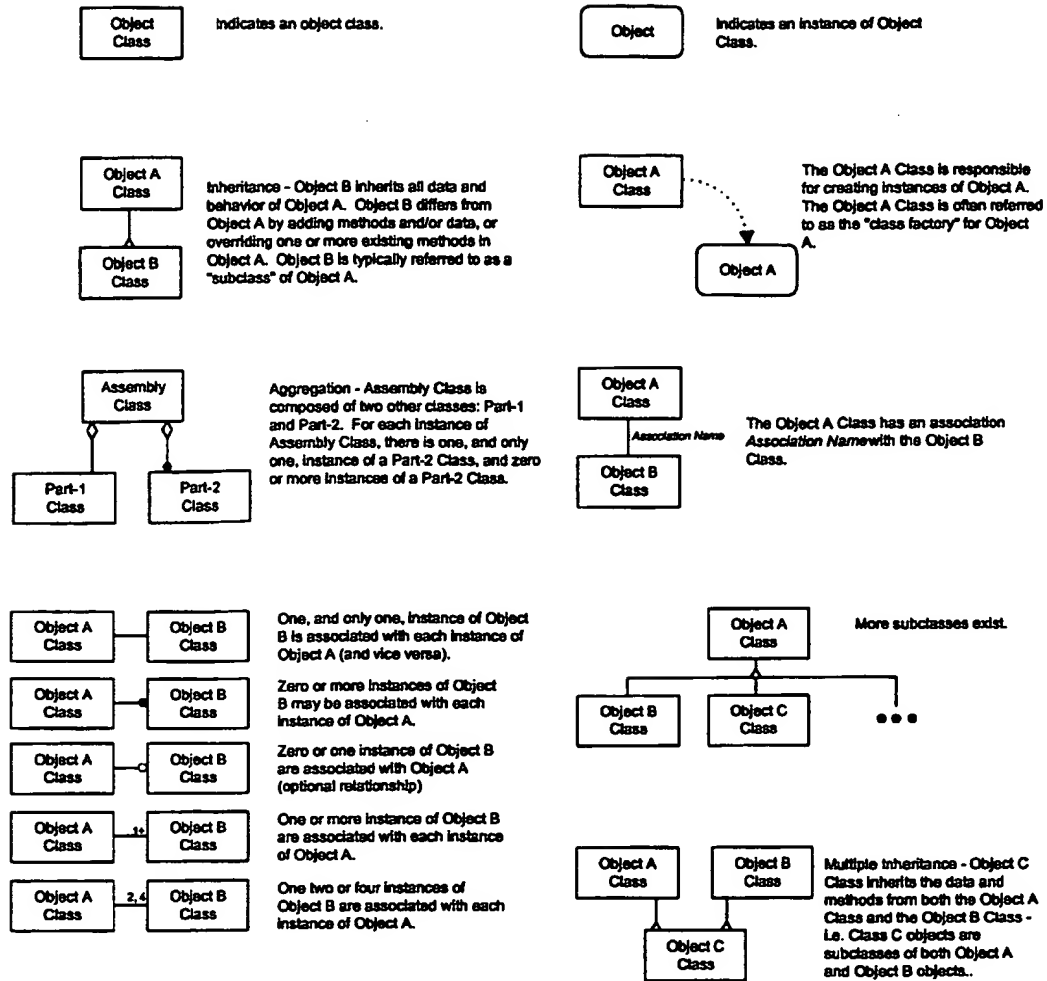 Object
Class
Indicates an object class.
Object
Indicates an instance of Object
Class.
Object A
Class
Object B
Class
Inheritance - Object B inherits all data and
behavior of Object A. Object B differs from
Object A by adding methods and/or data, or
overriding one or more existing methods in
Object A. Object B is typically referred to as a
"subclass" of Object A.
Object A
Class
Object A
The Object A Class is responsible
for creating instances of Object A.
The Object A Class is often referred
to as the "class factory" for Object
A.
Assembly
Class
Part-1
Class
Part-2
Class
Aggregation - Assembly Class is
composed of two other classes: Part-1
and Part-2. For each instance of
Assembly Class, there is one, and only
one, instance of a Part-2 Class, and zero
or more instances of a Part-2 Class.
Object A
Class
Association Name
Object B
Class
The Object A Class has an association
Association Name with the Object B
Class.
Object A
Class
Object B
Class
One, and only one, instance of Object
B is associated with each instance of
Object A (and vice versa).
Object A
Class
Object B
Class
Zero or more instances of Object
B may be associated with each
instance of Object A.
Object A
Class
Object B
Class
Zero or one instance of Object B
are associated with Object A
(optional relationship)
Object A
Class
1+
Object B
Class
One or more instance of Object B
are associated with each instance
of Object A.
Object A
Class
2, 4
Object B
Class
One two or four instances of
Object B are associated with each
instance of Object A.
Object A
Class
More subclasses exist.
Object B
Class
Object C
Class
Object A
Class
Object B
Class
Object C
Class
Multiple Inheritance - Object C
Class inherits the data and
methods from both the Object A
Class and the Object B Class -
i.e. Class C objects are
subclasses of both Object A
and Object B objects..